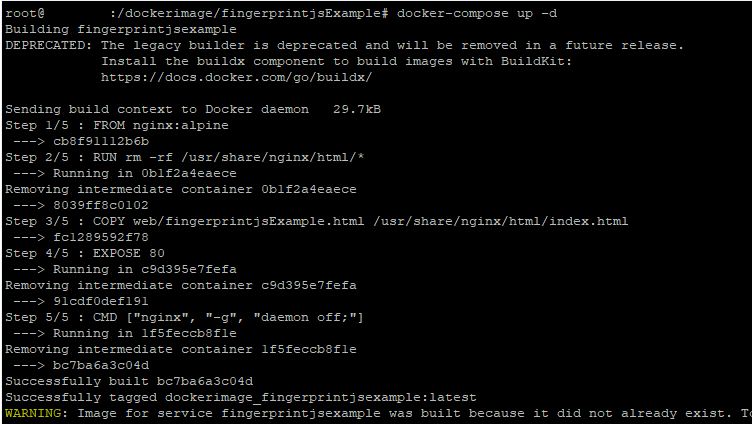 root@        :/dockerimage/fingerprintjsExample# docker-compose up -d
Building fingerprintjsexample
DEPRECATED: The legacy builder is deprecated and will be removed in a future release.
            Install the buildx component to build images with BuildKit:
            https://docs.docker.com/go/buildx/

Sending build context to Docker daemon   29.7kB
Step 1/5 : FROM nginx:alpine
 ---> cb8f91112b6b
Step 2/5 : RUN rm -rf /usr/share/nginx/html/*
 ---> Running in 0b1f2a4eaece
Removing intermediate container 0b1f2a4eaece
 ---> 8039ff8c0102
Step 3/5 : COPY web/fingerprintjsExample.html /usr/share/nginx/html/index.html
 ---> fc1289592f78
Step 4/5 : EXPOSE 80
 ---> Running in c9d395e7fefa
Removing intermediate container c9d395e7fefa
 ---> 91cdf0def191
Step 5/5 : CMD ["nginx", "-g", "daemon off;"]
 ---> Running in 1f5feccb8f1e
Removing intermediate container 1f5feccb8f1e
 ---> bc7ba6a3c04d
Successfully built bc7ba6a3c04d
Successfully tagged dockerimage_fingerprintjsexample:latest
WARNING: Image for service fingerprintjsexample was built because it did not already exist. To